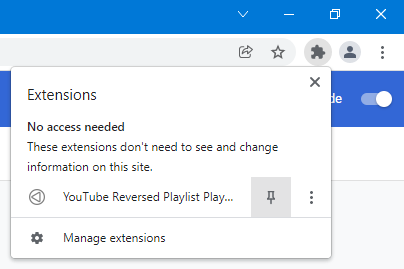 Extensions
de
No access needed
These extensions don't need to see and change
information on this site.
YouTube Reversed Playlist Play...
Manage extensions